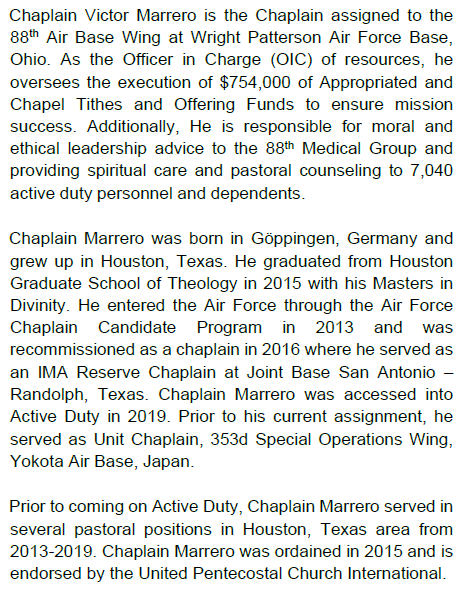 Chaplain Victor Marrero is the Chaplain assigned to the
88th Air Base Wing at Wright Patterson Air Force Base,
Ohio. As the Officer in Charge (OIC) of resources, he
oversees the execution of $754,000 of Appropriated and
Chapel Tithes and Offering Funds to ensure mission
success. Additionally, He is responsible for moral and
ethical leadership advice to the 88th Medical Group and
providing spiritual care and pastoral counseling to 7,040
active duty personnel and dependents.
Chaplain Marrero was born in Göppingen, Germany and
grew up in Houston, Texas. He graduated from Houston
Graduate School of Theology in 2015 with his Masters in
Divinity. He entered the Air Force through the Air Force
Chaplain Candidate Program in 2013 and was
recommissioned as a chaplain in 2016 where he served as
an IMA Reserve Chaplain at Joint Base San Antonio –
Randolph, Texas. Chaplain Marrero was accessed into
Active Duty in 2019. Prior to his current assignment, he
served as Unit Chaplain, 353d Special Operations Wing,
Yokota Air Base, Japan.
Prior to coming on Active Duty, Chaplain Marrero served in
several pastoral positions in Houston, Texas area from
2013-2019. Chaplain Marrero was ordained in 2015 and is
endorsed by the United Pentecostal Church International.